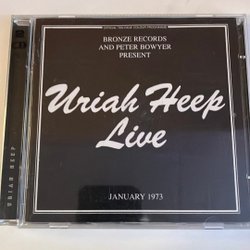 BRONZE RECORDS
AND PETER BOWYER
PRESENT
Uriah Heep
Live
JANUARY 1973
URIAH HEEP